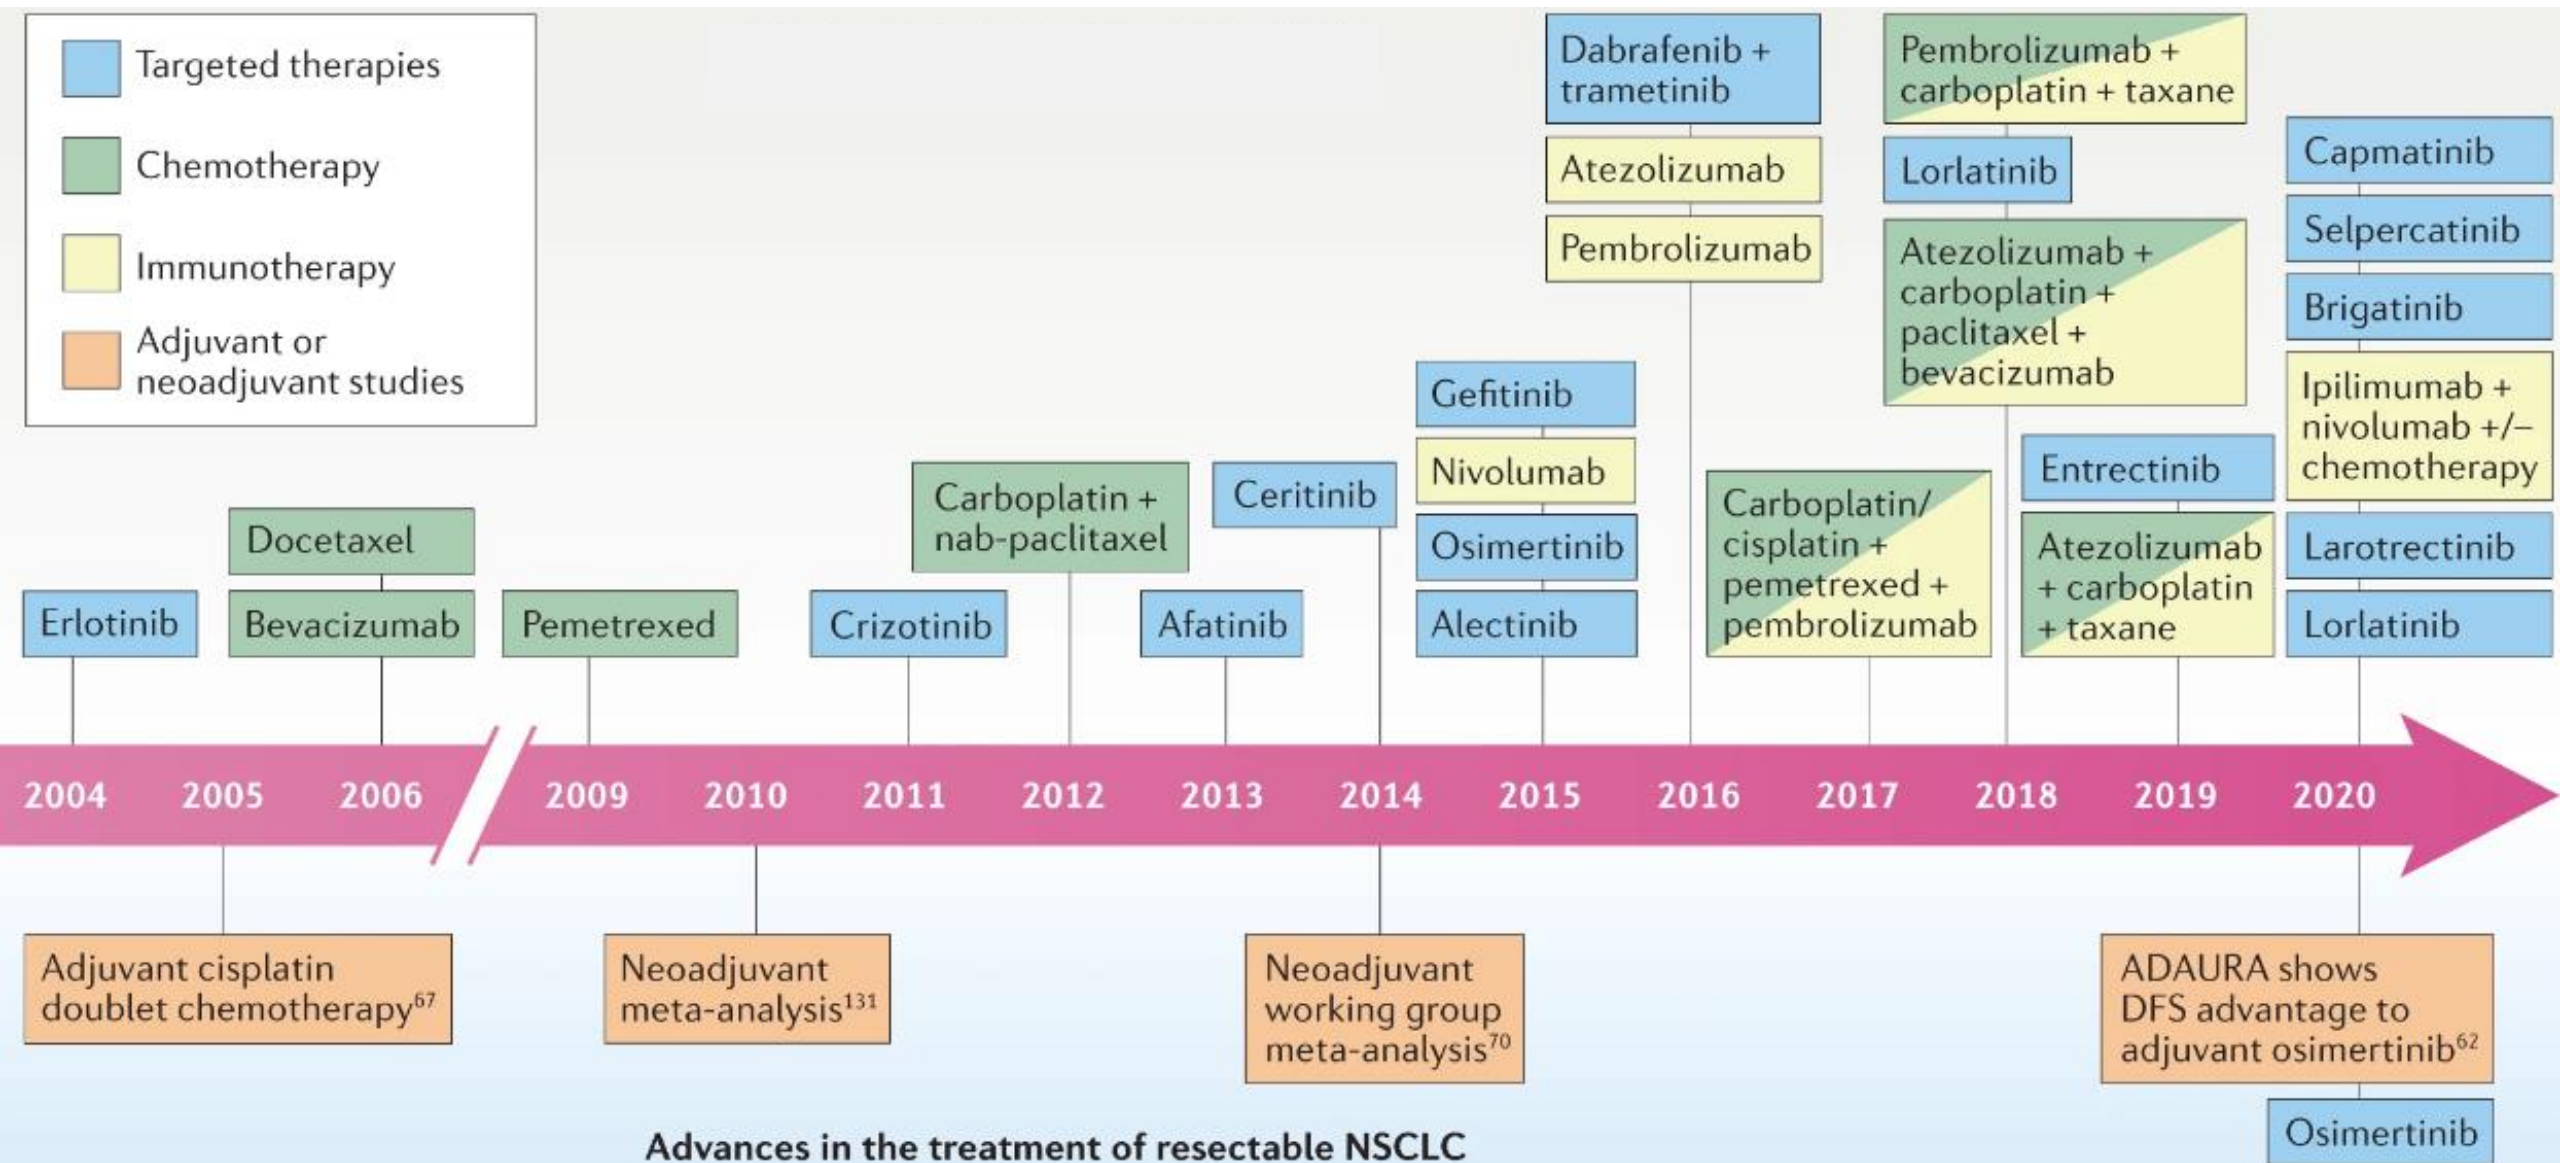 Targeted therapies
Chemotherapy
Immunotherapy
Adjuvant or
neoadjuvant studies
Erlotinib
Docetaxel
Bevacizumab
Pemetrexed
Crizotinib
Carboplatin +
nab-paclitaxel
Afatinib
Ceritinib
Gefitinib
Nivolumab
Osimertinib
Alectinib
Dabrafenib +
trametinib
Atezolizumab
Pembrolizumab
Carboplatin/
cisplatin +
pemetrexed +
pembrolizumab
Pembrolizumab +
carboplatin + taxane
Lorlatinib
Atezolizumab +
carboplatin +
paclitaxel +
bevacizumab
Entrectinib
Atezolizumab
+ carboplatin
+ taxane
Capmatinib
Selpercatinib
Brigatinib
Ipilimumab +
nivolumab +/−
chemotherapy
Larotrectinib
Lorlatinib
2004 2005 2006 2009 2010 2011 2012 2013 2014 2015 2016 2017 2018 2019 2020
Adjuvant cisplatin
doublet chemotherapy⁶⁷
Neoadjuvant
meta-analysis¹³¹
Neoadjuvant
working group
meta-analysis⁷⁰
ADAURA shows
DFS advantage to
adjuvant osimertinib⁶²
Osimertinib
Advances in the treatment of resectable NSCLC